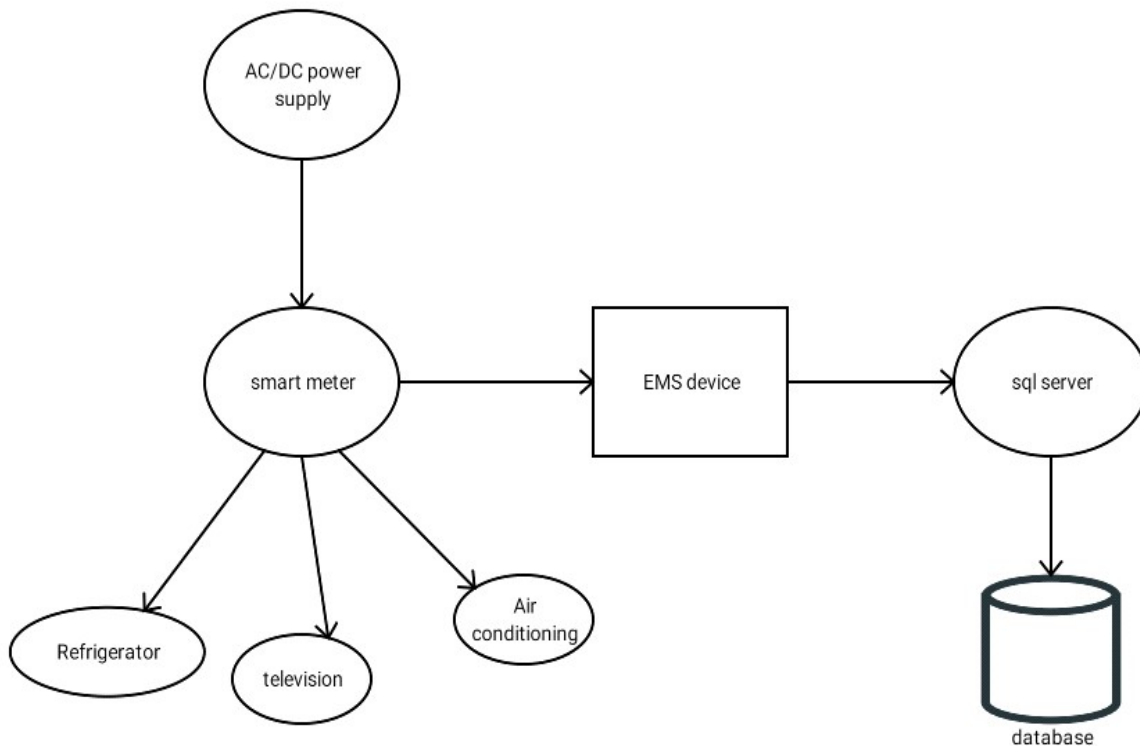 AC/DC power
supply
smart meter
EMS device
sql server
Refrigerator
television
Air
conditioning
database